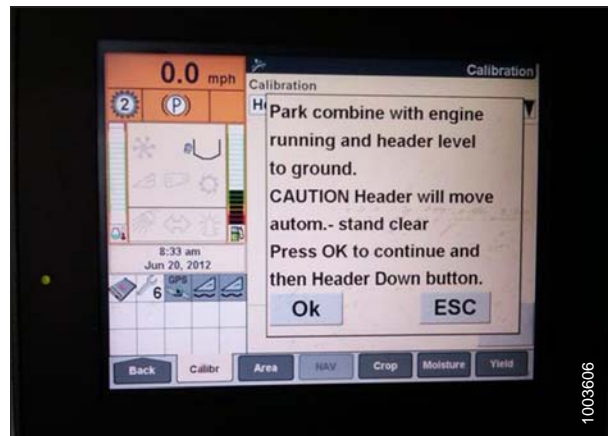 0.0 mph
Calibration
Calibration
2
P
He
Park combine with engine
running and header level
to ground.
CAUTION Header will move
autom.- stand clear
Press OK to continue and
then Header Down button.
Ok
ESC
8:33 am
Jun 20, 2012
6
GPS
Back
Calibr
Area
NAV
Crop
Moisture
Yield
1003606